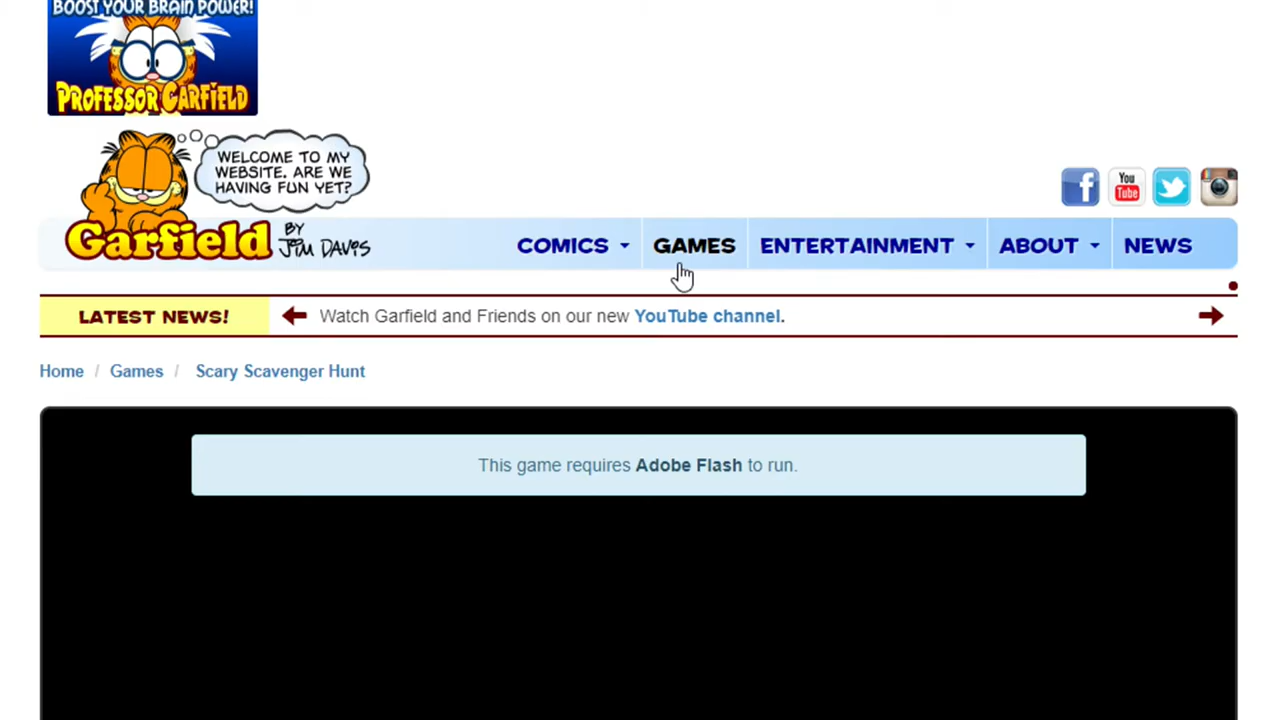 BOOST YOUR BRAIN POWER!
PROFESSOR GARFIELD
WELCOME TO MY
WEBSITE. ARE WE
HAVING FUN YET?
Garfield BY
JIM DAVIS
You
Tube
COMICS GAMES ENTERTAINMENT ABOUT NEWS
LATEST NEWS! Watch Garfield and Friends on our new YouTube channel.
Home / Games / Scary Scavenger Hunt
This game requires Adobe Flash to run.